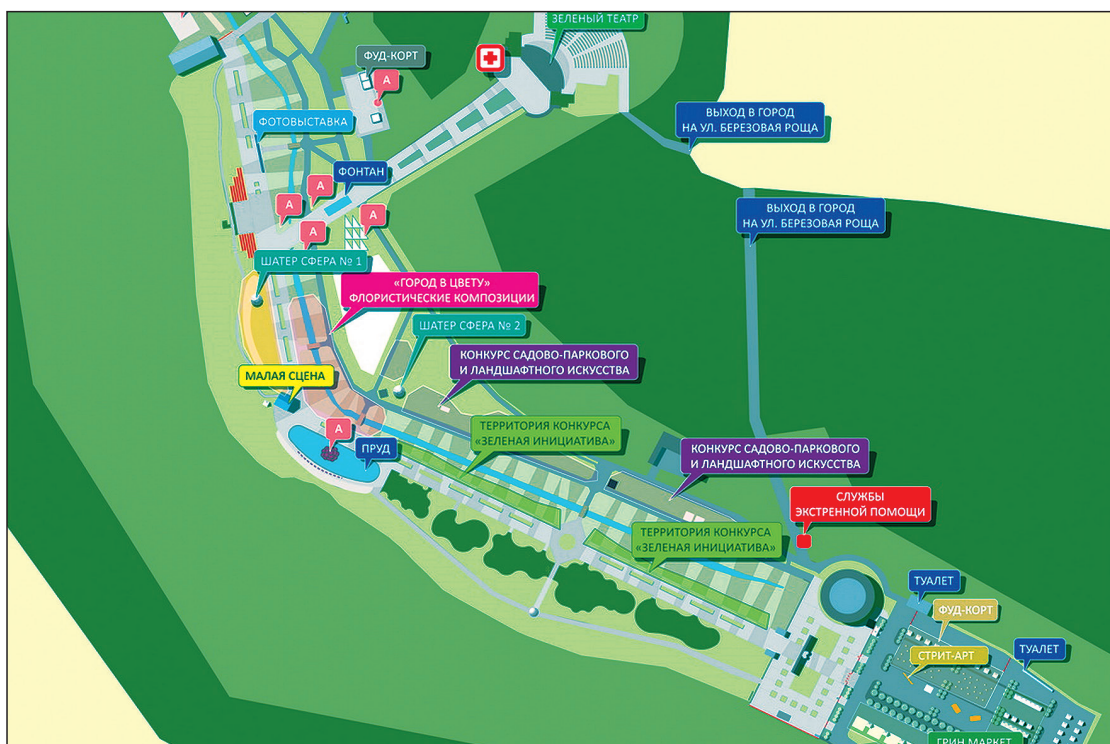 ЗЕЛЕНЫЙ ТЕАТР
ФУД-КОРТ
А
ФОТОВЫСТАВКА
ВЫХОД В ГОРОД
НА УЛ. БЕРЕЗОВАЯ РОЩА
ФОНТАН
А
А
А
А
ВЫХОД В ГОРОД
НА УЛ. БЕРЕЗОВАЯ РОЩА
ШАТЕР СФЕРА № 1
«ГОРОД В ЦВЕТУ»
ФЛОРИСТИЧЕСКИЕ КОМПОЗИЦИИ
ШАТЕР СФЕРА № 2
КОНКУРС САДОВО-ПАРКОВОГО
И ЛАНДШАФТНОГО ИСКУССТВА
МАЛАЯ СЦЕНА
А
ПРУД
ТЕРРИТОРИЯ КОНКУРСА
«ЗЕЛЕНАЯ ИНИЦИАТИВА»
КОНКУРС САДОВО-ПАРКОВОГО
И ЛАНДШАФТНОГО ИСКУССТВА
СЛУЖБЫ
ЭКСТРЕННОЙ ПОМОЩИ
ТЕРРИТОРИЯ КОНКУРСА
«ЗЕЛЕНАЯ ИНИЦИАТИВА»
ТУАЛЕТ
ФУД-КОРТ
СТРИТ-АРТ
ТУАЛЕТ
ГРИН МАРКЕТ